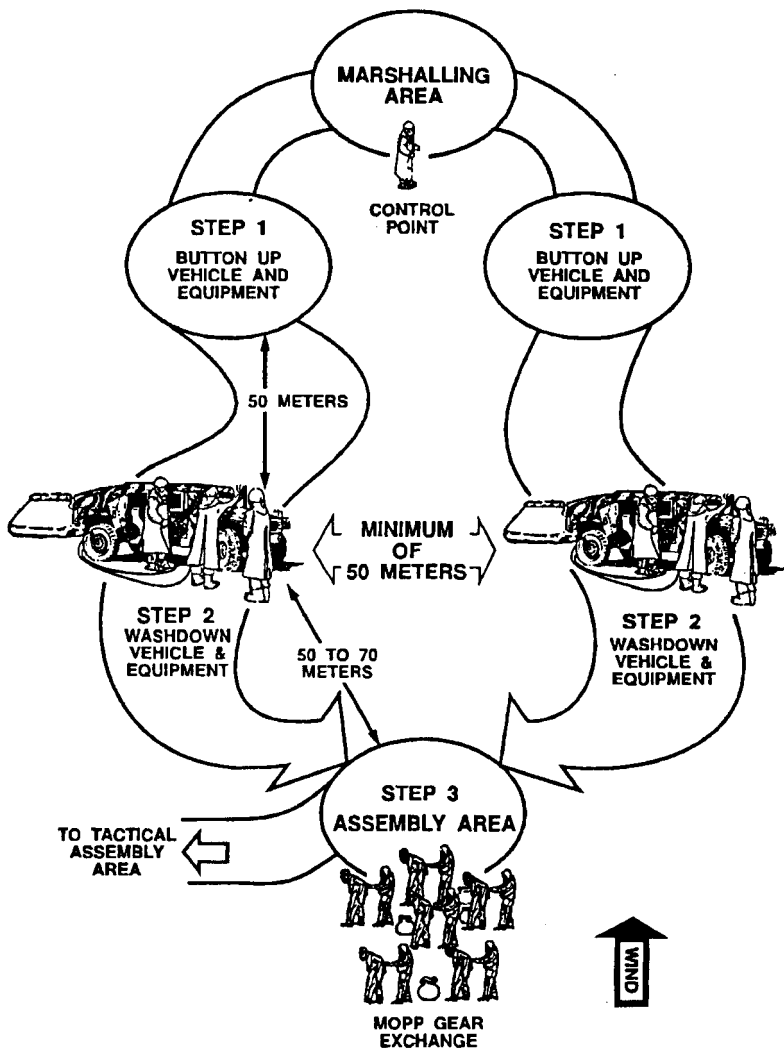 MARSHALLING
AREA
CONTROL
POINT
STEP 1
BUTTON UP
VEHICLE AND
EQUIPMENT
STEP 1
BUTTON UP
VEHICLE AND
EQUIPMENT
50 METERS
MINIMUM
OF
50 METERS
STEP 2
WASHDOWN
VEHICLE &
EQUIPMENT
50 TO 70
METERS
STEP 2
WASHDOWN
VEHICLE &
EQUIPMENT
STEP 3
ASSEMBLY AREA
TO TACTICAL
ASSEMBLY
AREA
WIND
MOPP GEAR
EXCHANGE